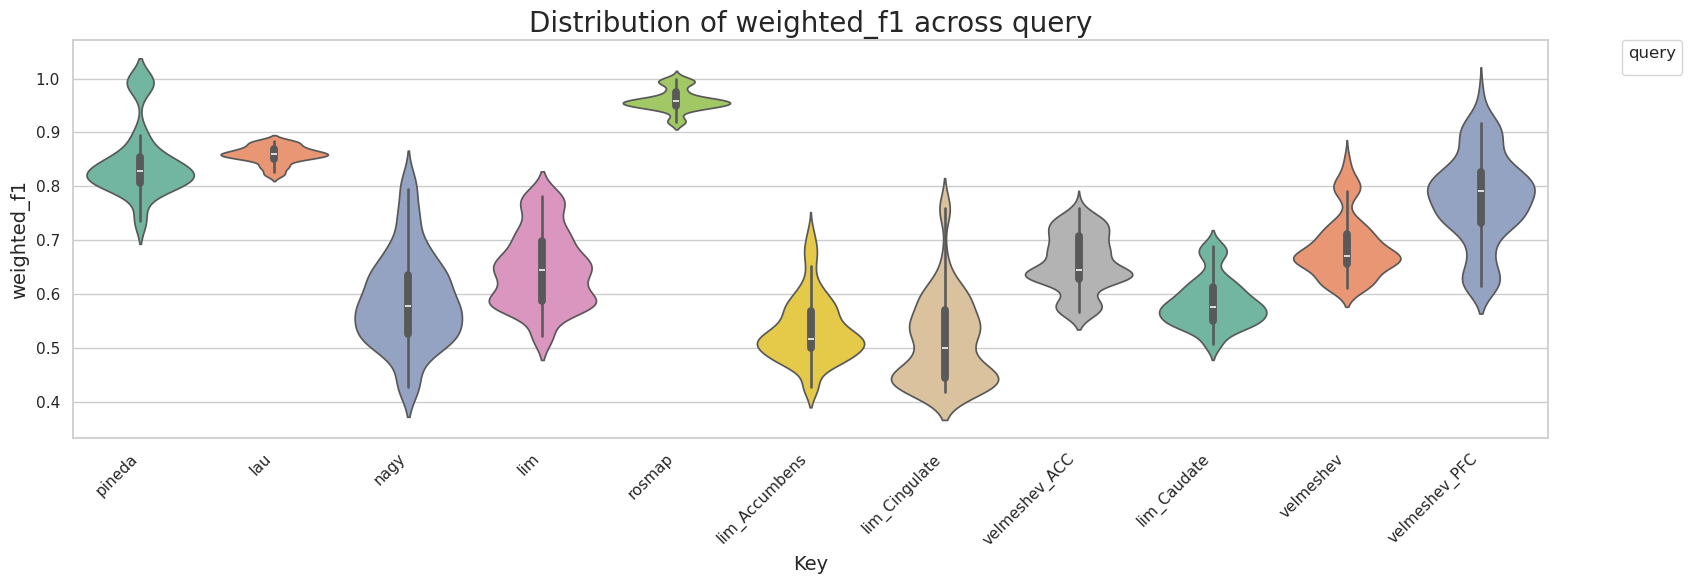 Distribution of weighted_f1 across query
query
weighted_f1
1.0
0.9
0.8
0.7
0.6
0.5
0.4
pineda
lau
nagy
lim
rosmap
lim_Accumbens
lim_Cingulate
velmeshev_ACC
lim_Caudate
velmeshev
velmeshev_PFC
Key